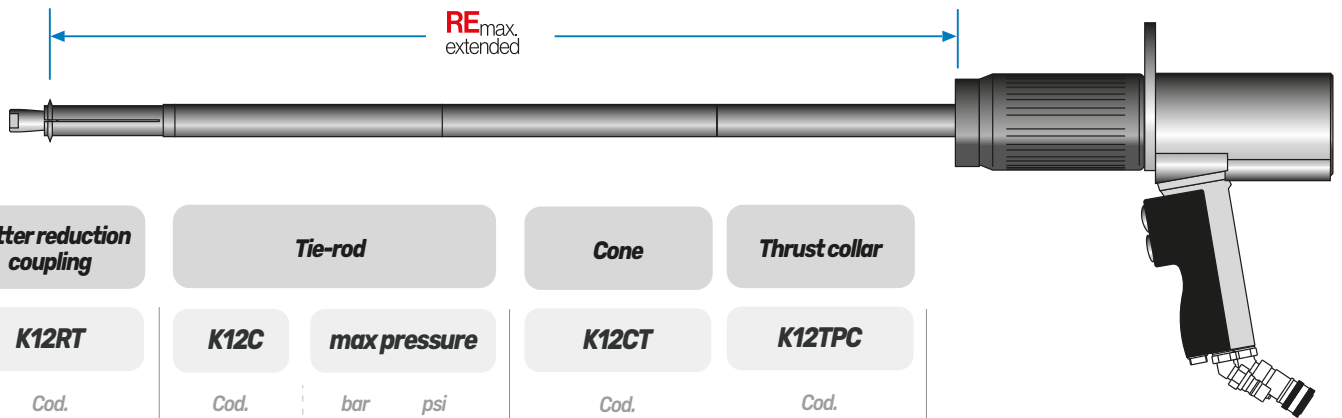 REmax.
extended
reduction
coupling
Tie-rod
Cone
Thrust collar
K12RT
K12C
max pressure
K12CT
K12TPC
Cod.
Cod.
bar
psi
Cod.
Cod.